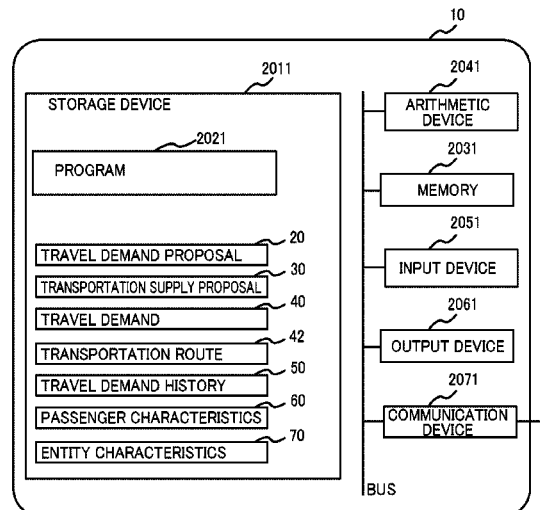 10
2011
STORAGE DEVICE
2021
PROGRAM
20
TRAVEL DEMAND PROPOSAL
30
TRANSPORTATION SUPPLY PROPOSAL
40
TRAVEL DEMAND
42
TRANSPORTATION ROUTE
50
TRAVEL DEMAND HISTORY
60
PASSENGER CHARACTERISTICS
70
ENTITY CHARACTERISTICS
2041
ARITHMETIC
DEVICE
2031
MEMORY
2051
INPUT DEVICE
2061
OUTPUT DEVICE
2071
COMMUNICATION
DEVICE
BUS